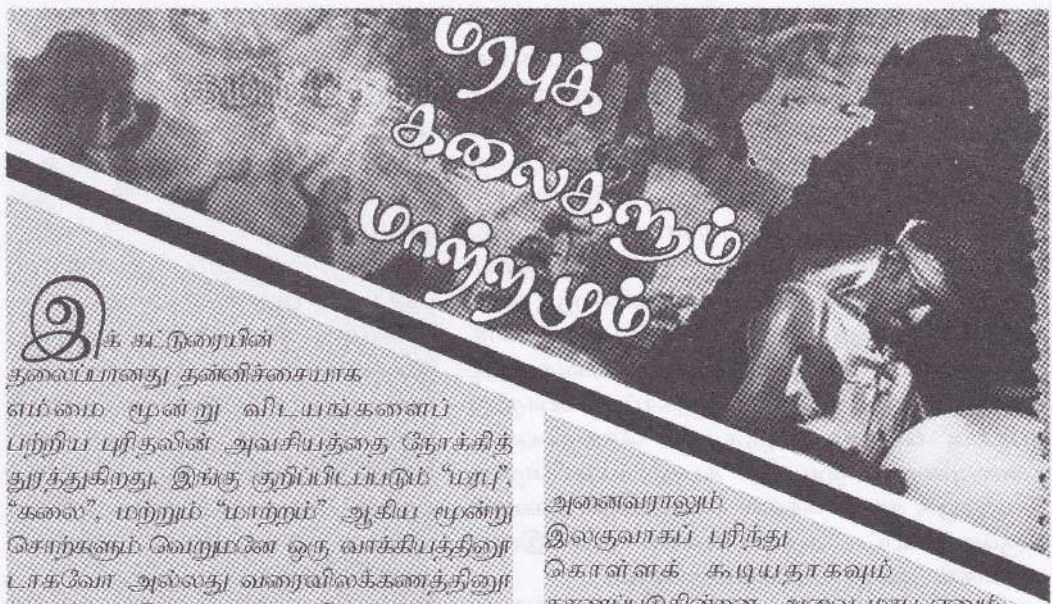 மரபுக்
கலைகளும்
மாற்றமும்
இக் கட்டுரையின்
தலைப்பானது தன்னிச்சையாக
எம்மை மூன்று விடயங்களைப்
பற்றிய புரிதலின் அவசியத்தை நோக்கித்
துரத்துகிறது. இங்கு குறிப்பிடப்படும் “மரபு”,
“கலை”, மற்றும் “மாற்றம்” ஆகிய மூன்று
சொற்களும் வெறுமனே ஒரு வாக்கியத்தினூ
டாகவோ அல்லது வரைவிலக்கணத்தினூ
அனைவராலும்
இலகுவாகப் புரிந்து
கொள்ளக் கூடியதாகவும்